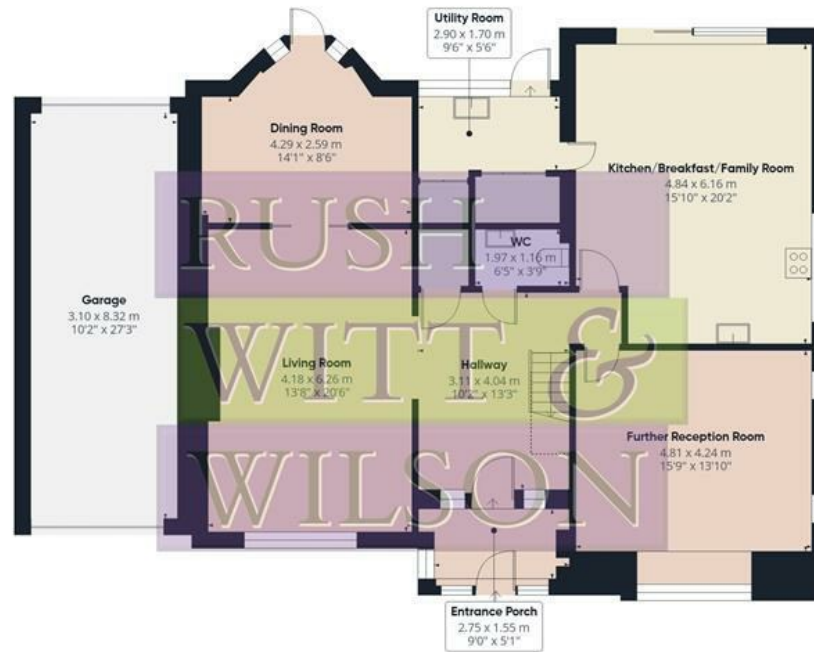 Utility Room
2.90 x 1.70 m
9'6" x 5'6"
Dining Room
4.29 x 2.59 m
14'1" x 8'6"
Kitchen/Breakfast/Family Room
4.84 x 6.16 m
15'10" x 20'2"
WC
1.97 x 1.16 m
6'5" x 3'9"
Garage
3.10 x 8.32 m
10'2" x 27'3"
Living Room
4.18 x 6.26 m
13'8" x 20'6"
Hallway
3.11 x 4.04 m
10'2" x 13'3"
Further Reception Room
4.81 x 4.24 m
15'9" x 13'10"
Entrance Porch
2.75 x 1.55 m
9'0" x 5'1"
RUSH
WITT &
WILSON